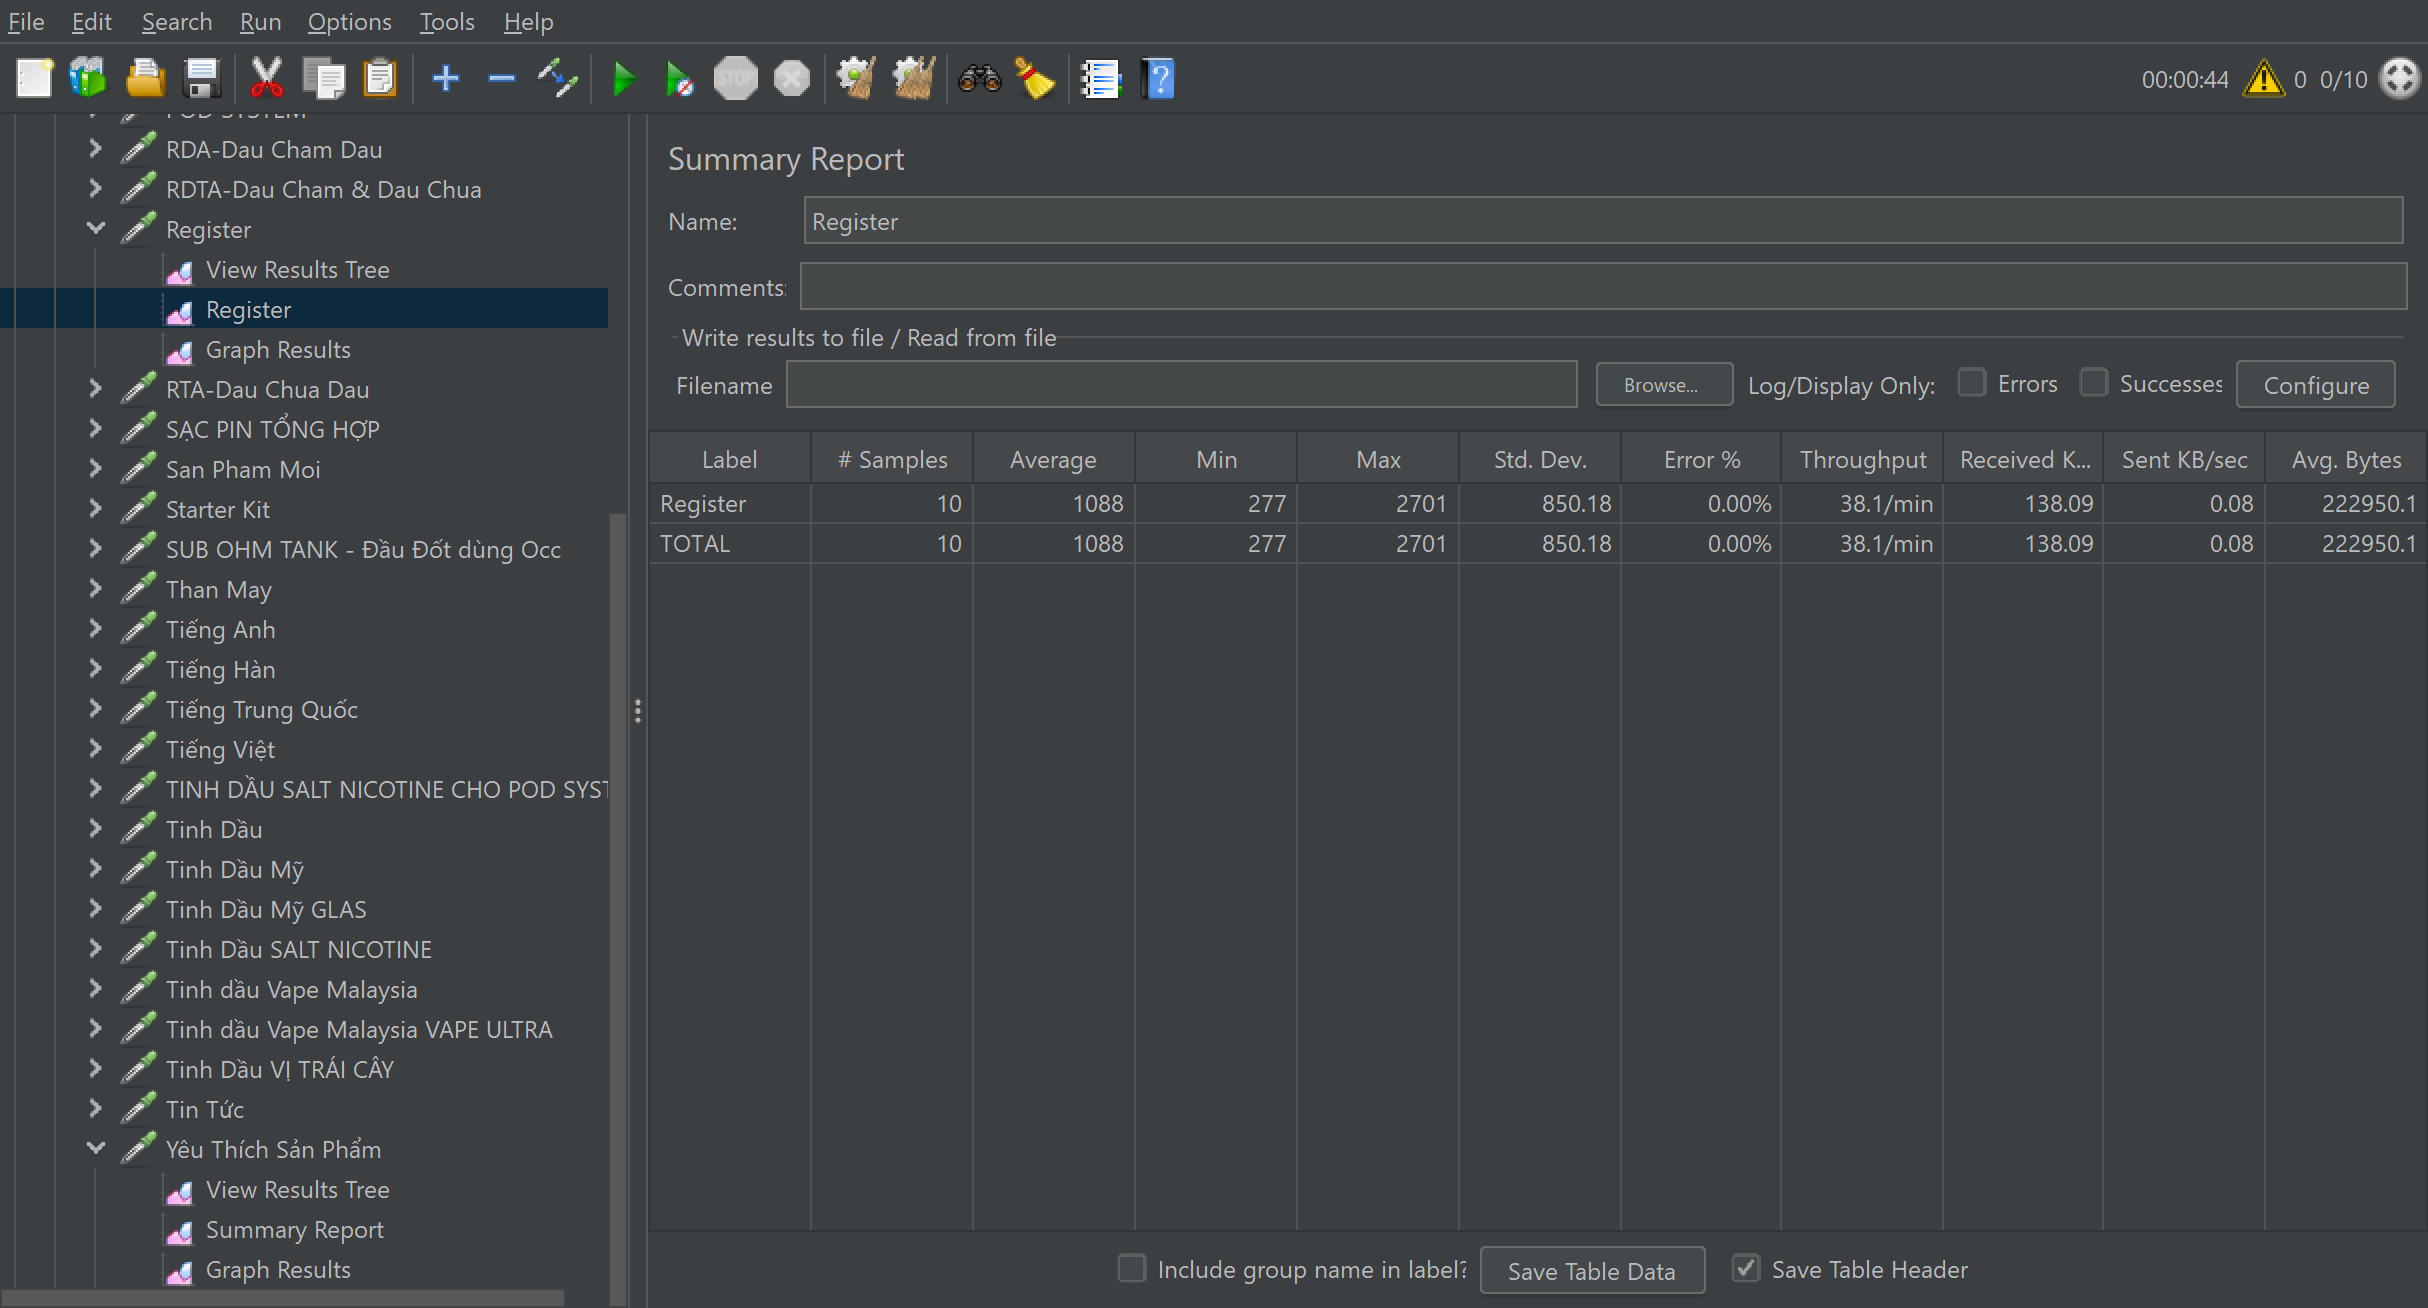 File Edit Search Run Options Tools Help
STOP
00:00:44 0 0/10
POD SYSTEM
RDA-Dau Cham Dau
RDTA-Dau Cham & Dau Chua
Register
View Results Tree
Register
Graph Results
RTA-Dau Chua Dau
SẠC PIN TỔNG HỢP
San Pham Moi
Starter Kit
SUB OHM TANK - Đầu Đốt dùng Occ
Than May
Tiếng Anh
Tiếng Hàn
Tiếng Trung Quốc
Tiếng Việt
TINH DẦU SALT NICOTINE CHO POD SYST
Tinh Dầu
Tinh Dầu Mỹ
Tinh Dầu Mỹ GLAS
Tinh Dầu SALT NICOTINE
Tinh dầu Vape Malaysia
Tinh dầu Vape Malaysia VAPE ULTRA
Tinh Dầu VỊ TRÁI CÂY
Tin Tức
Yêu Thích Sản Phẩm
View Results Tree
Summary Report
Graph Results
Summary Report
Name: Register
Comments:
Write results to file / Read from file
Filename Browse... Log/Display Only: Errors Successes Configure
Label # Samples Average Min Max Std. Dev. Error % Throughput Received K... Sent KB/sec Avg. Bytes
Register 10 1088 277 2701 850.18 0.00% 38.1/min 138.09 0.08 222950.1
TOTAL 10 1088 277 2701 850.18 0.00% 38.1/min 138.09 0.08 222950.1
Include group name in label? Save Table Data Save Table Header